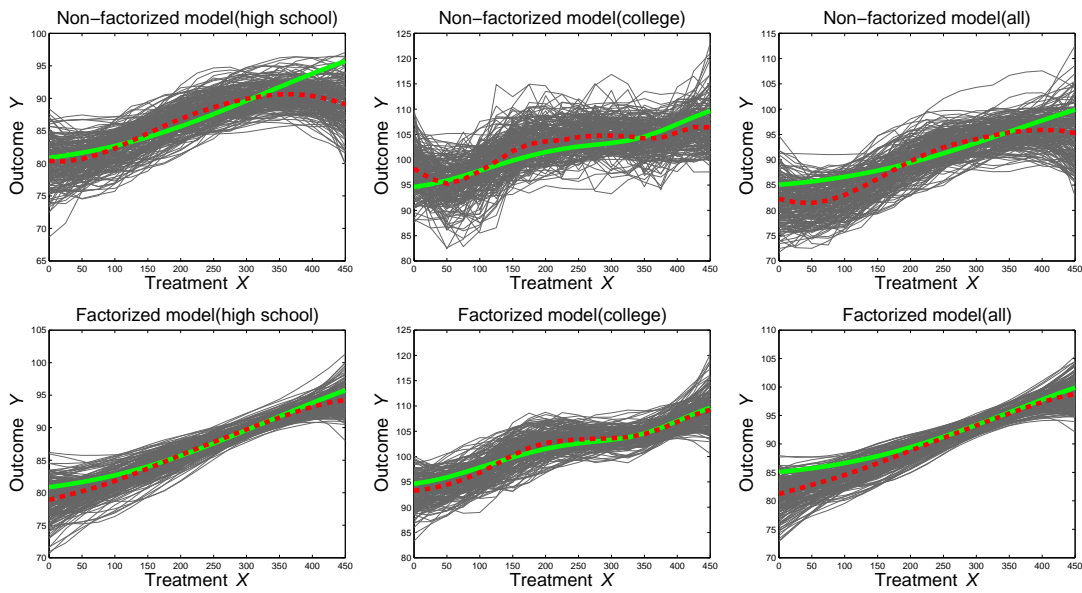 Non-factorized model(high school)
Non-factorized model(college)
Non-factorized model(all)
Outcome Y
100
95
90
85
80
75
70
65
0 50 100 150 200 250 300 350 400 450
Treatment X
Outcome Y
125
120
115
110
105
100
95
90
85
80
0 50 100 150 200 250 300 350 400 450
Treatment X
Outcome Y
115
110
105
100
95
90
85
80
75
70
0 50 100 150 200 250 300 350 400 450
Treatment X
Factorized model(high school)
Factorized model(college)
Factorized model(all)
Outcome Y
105
100
95
90
85
80
75
70
0 50 100 150 200 250 300 350 400 450
Treatment X
Outcome Y
125
120
115
110
105
100
95
90
85
80
0 50 100 150 200 250 300 350 400 450
Treatment X
Outcome Y
110
105
100
95
90
85
80
75
70
0 50 100 150 200 250 300 350 400 450
Treatment X